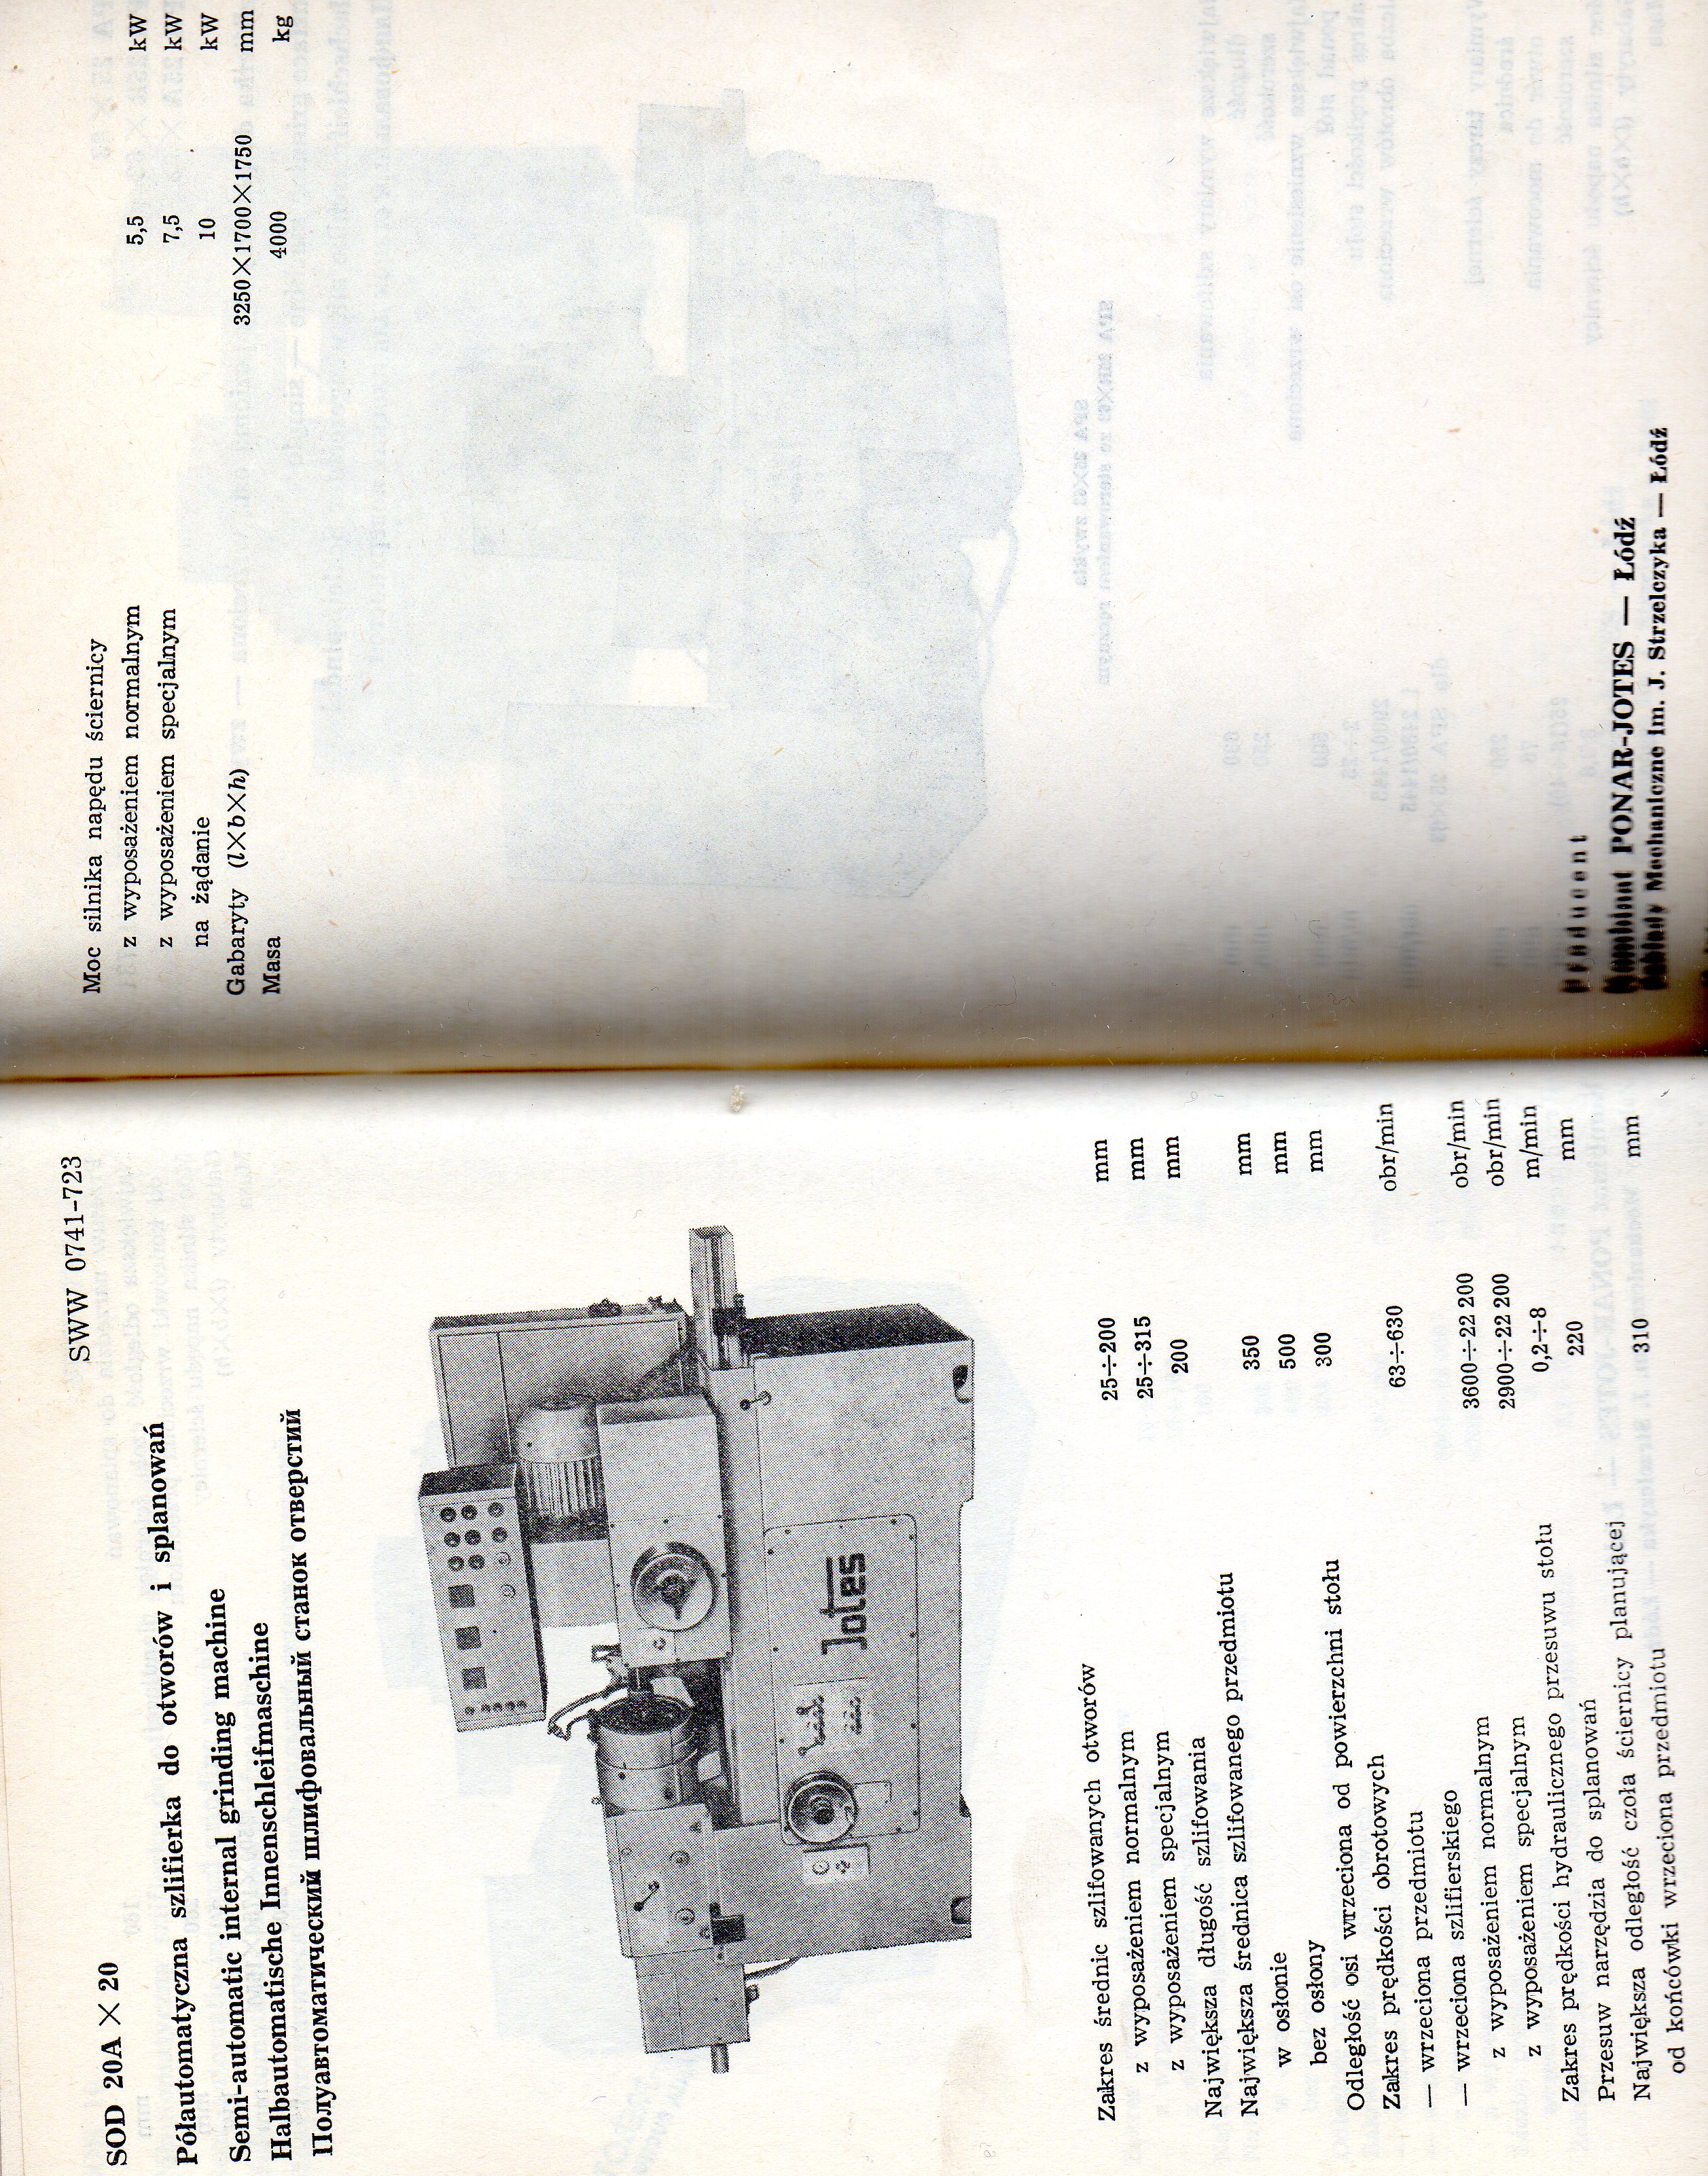 SWW 0741-723
SOD 20A × 20
Półautomatyczna szlifierka do otworów i splanowań
Semi-automatic internal grinding machine
Halbautomatische Innenschleifmaschine
Полуавтоматический шлифовальный станок отверстий
Jotes
Zakres średnic szlifowanych otworów
z wyposażeniem normalnym 25÷200 mm
z wyposażeniem specjalnym 25÷315 mm
Największa długość szlifowania 200 mm
Największa średnica szlifowanego przedmiotu
w osłonie 350 mm
bez osłony 500 mm
Odległość osi wrzeciona od powierzchni stołu 300 mm
Zakres prędkości obrotowych
— wrzeciona przedmiotu 63÷630 obr/min
— wrzeciona szlifierskiego
z wyposażeniem normalnym 3600÷22 200 obr/min
z wyposażeniem specjalnym 2900÷22 200 obr/min
Zakres prędkości hydraulicznego przesuwu stołu 0,2÷8 m/min
Przesuw narzędzia do splanowań 220 mm
Największa odległość czoła ściernicy planującej
od końcówki wrzeciona przedmiotu 310 mm
Moc silnika napędu ściernicy
z wyposażeniem normalnym 5,5 kW
z wyposażeniem specjalnym 7,5 kW
na żądanie 10 kW
Gabaryty (l×b×h) 3250×1700×1750 mm
Masa 4000 kg
Producent
Kombinat PONAR-JOTES — Łódź
Zakłady Mechaniczne im. J. Strzelczyka — Łódź